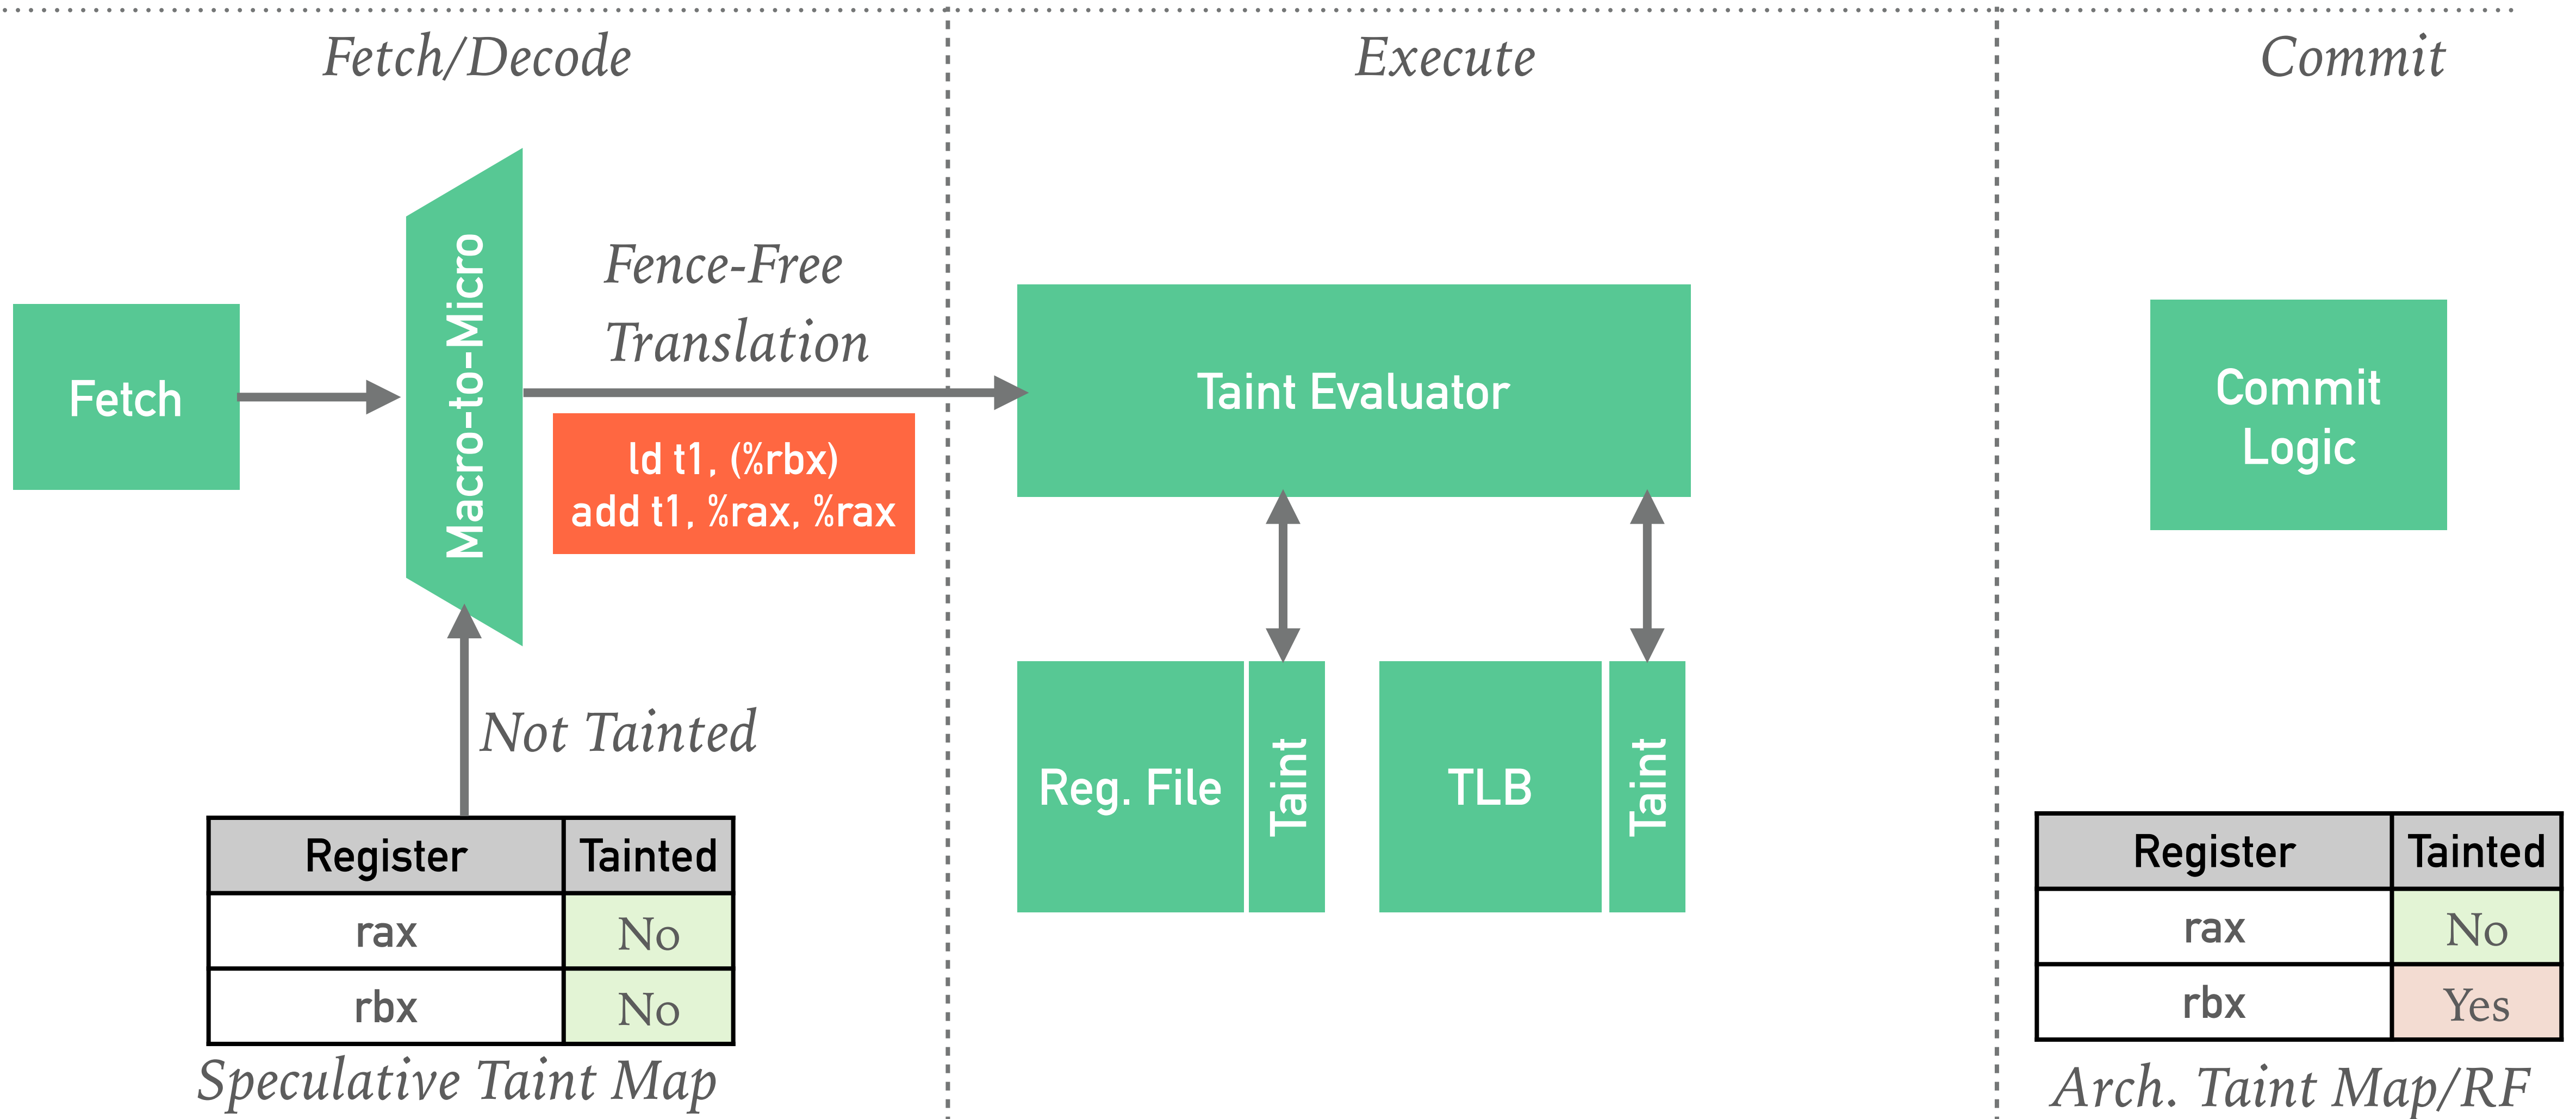 Fetch/Decode
Execute
Commit
Fetch
Macro-to-Micro
Fence-Free
Translation
ld t1, (%rbx)
add t1, %rax, %rax
Not Tainted
Register Tainted
rax No
rbx No
Speculative Taint Map
Taint Evaluator
Reg. File
Taint
TLB
Taint
Commit
Logic
Register Tainted
rax No
rbx Yes
Arch. Taint Map/RF